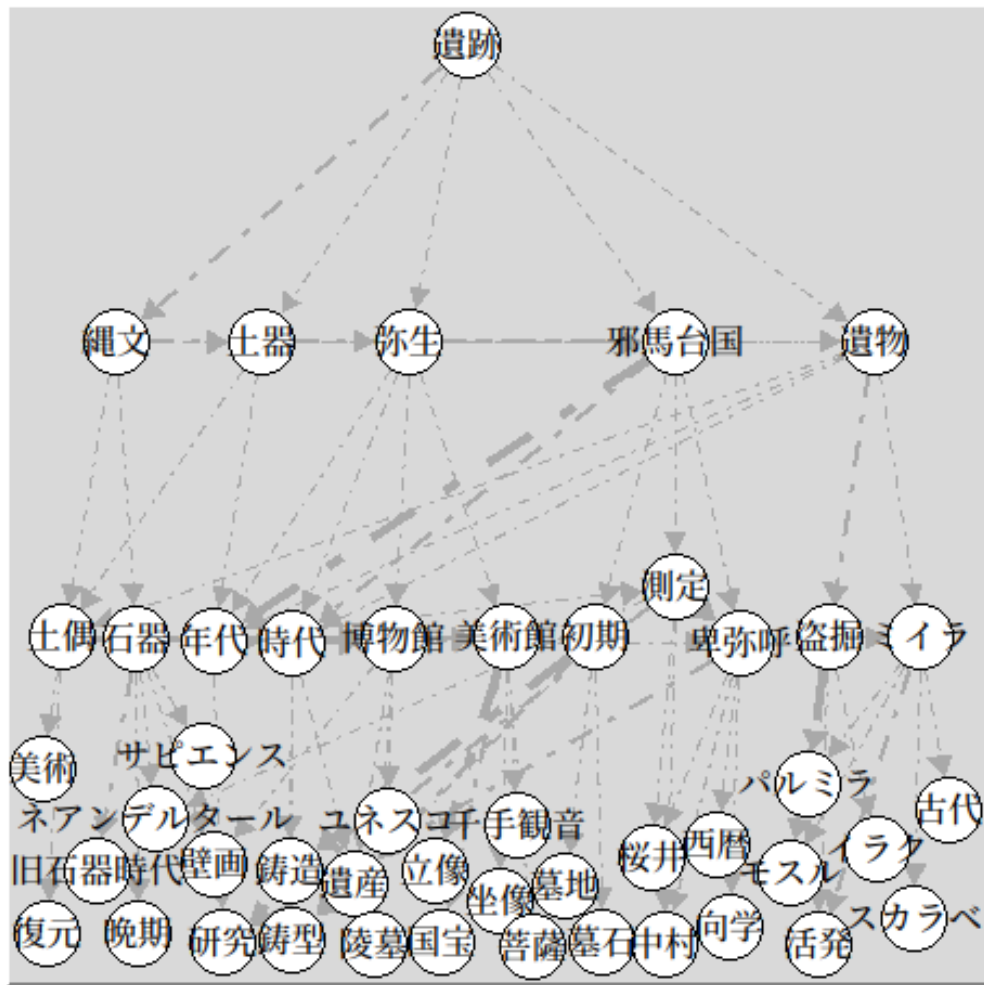 遺跡
縄文
土器
弥生
邪馬台国
遺物
測定
土偶
石器
年代
時代
博物館
美術館
初期
卑弥呼
盗掘
ミイラ
美術
サピエンス
パルミラ
ネアンデルタール
ユネスコ
千手観音
古代
旧石器時代
壁画
鋳造
遺産
立像
坐像
墓地
桜井
西暦
モスル
イラク
復元
晩期
研究
鋳型
陵墓
国宝
菩薩
墓石
中村
向学
活発
スカラベ